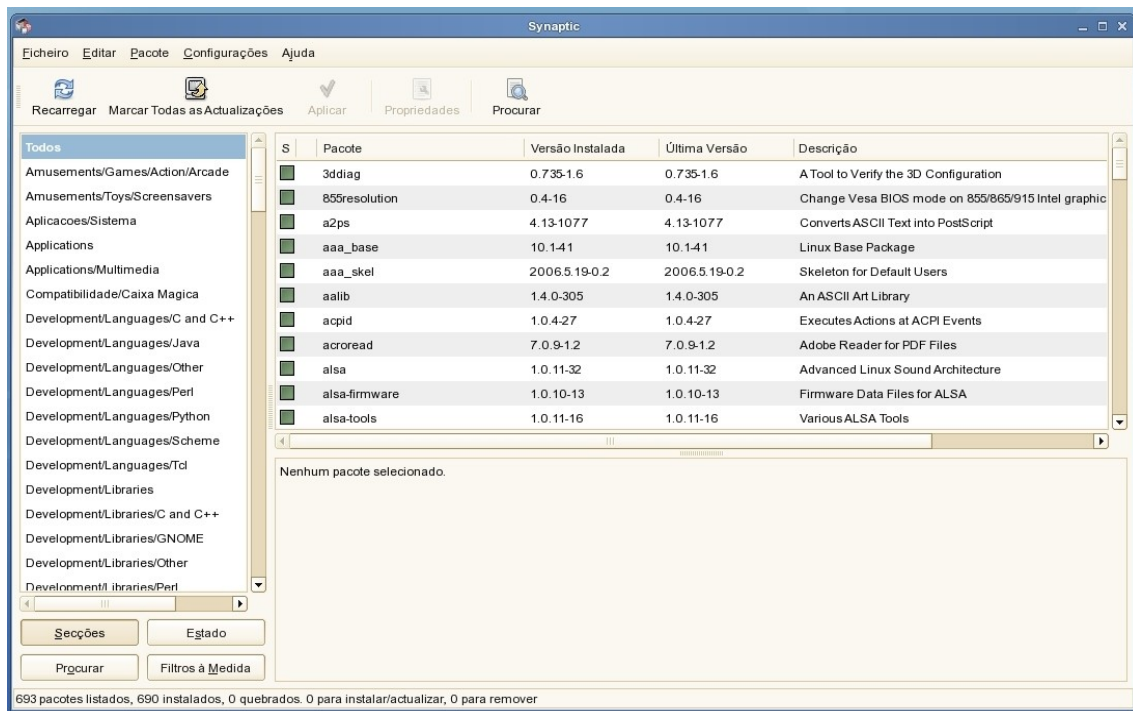 Synaptic
Ficheiro Editar Pacote Configurações Ajuda
Recarregar Marcar Todas as Actualizações Aplicar Propriedades Procurar
Todos
Amusements/Games/Action/Arcade
Amusements/Toys/Screensavers
Aplicacoes/Sistema
Applications
Applications/Multimedia
Compatibilidade/Caixa Magica
Development/Languages/C and C++
Development/Languages/Java
Development/Languages/Other
Development/Languages/Perl
Development/Languages/Python
Development/Languages/Scheme
Development/Languages/Tcl
Development/Libraries
Development/Libraries/C and C++
Development/Libraries/GNOME
Development/Libraries/Other
Development/Libraries/Perl
Secções Estado
Procurar Filtros à Medida
S Pacote Versão Instalada Última Versão Descrição
3ddiag 0.735-1.6 0.735-1.6 A Tool to Verify the 3D Configuration
855resolution 0.4-16 0.4-16 Change Vesa BIOS mode on 855/865/915 Intel graphic
a2ps 4.13-1077 4.13-1077 Converts ASCII Text into PostScript
aaa_base 10.1-41 10.1-41 Linux Base Package
aaa_skel 2006.5.19-0.2 2006.5.19-0.2 Skeleton for Default Users
aalib 1.4.0-305 1.4.0-305 An ASCII Art Library
acpid 1.0.4-27 1.0.4-27 Executes Actions at ACPI Events
acroread 7.0.9-1.2 7.0.9-1.2 Adobe Reader for PDF Files
alsa 1.0.11-32 1.0.11-32 Advanced Linux Sound Architecture
alsa-firmware 1.0.10-13 1.0.10-13 Firmware Data Files for ALSA
alsa-tools 1.0.11-16 1.0.11-16 Various ALSA Tools
Nenhum pacote selecionado.
693 pacotes listados, 690 instalados, 0 quebrados. 0 para instalar/actualizar, 0 para remover